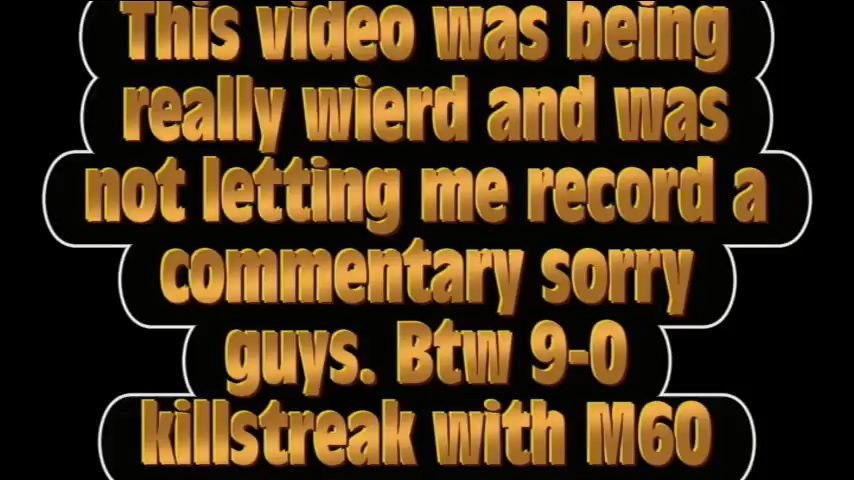 This video was being
really wierd and was
not letting me record a
commentary sorry
guys. Btw 9-0
killstreak with M60